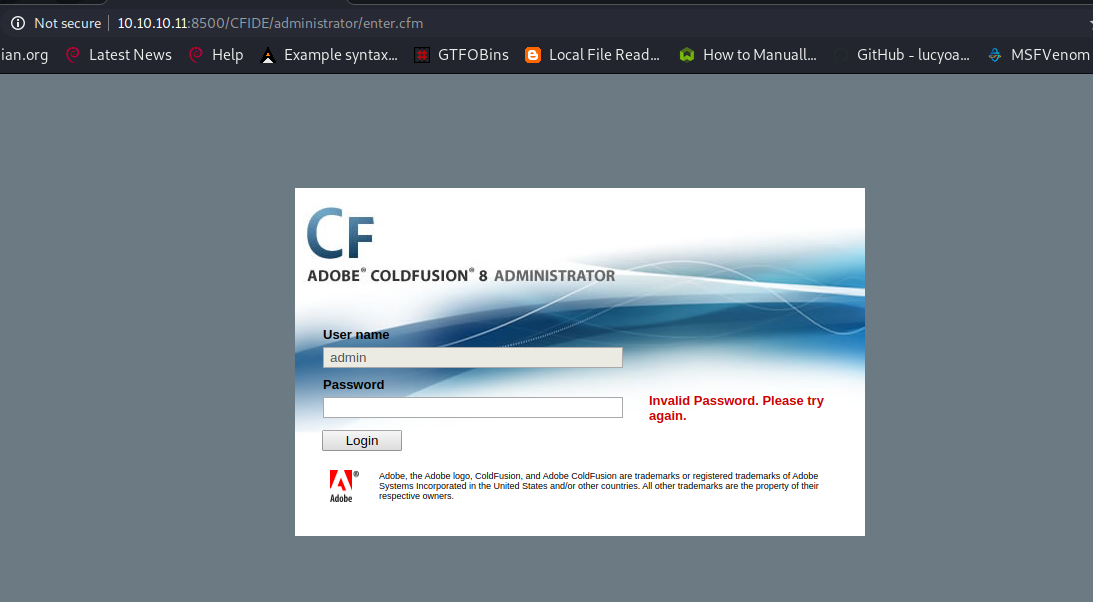 Not secure 10.10.10.11:8500/CFIDE/administrator/enter.cfm
ian.org Latest News Help Example syntax... GTFOBins Local File Read... How to Manuall... GitHub - lucyoa... MSFVenom
CF
ADOBE® COLDFUSION® 8 ADMINISTRATOR
User name
admin
Password
Invalid Password. Please try
again.
Login
Adobe, the Adobe logo, ColdFusion, and Adobe ColdFusion are trademarks or registered trademarks of Adobe
Systems Incorporated in the United States and/or other countries. All other trademarks are the property of their
respective owners.
®
Adobe